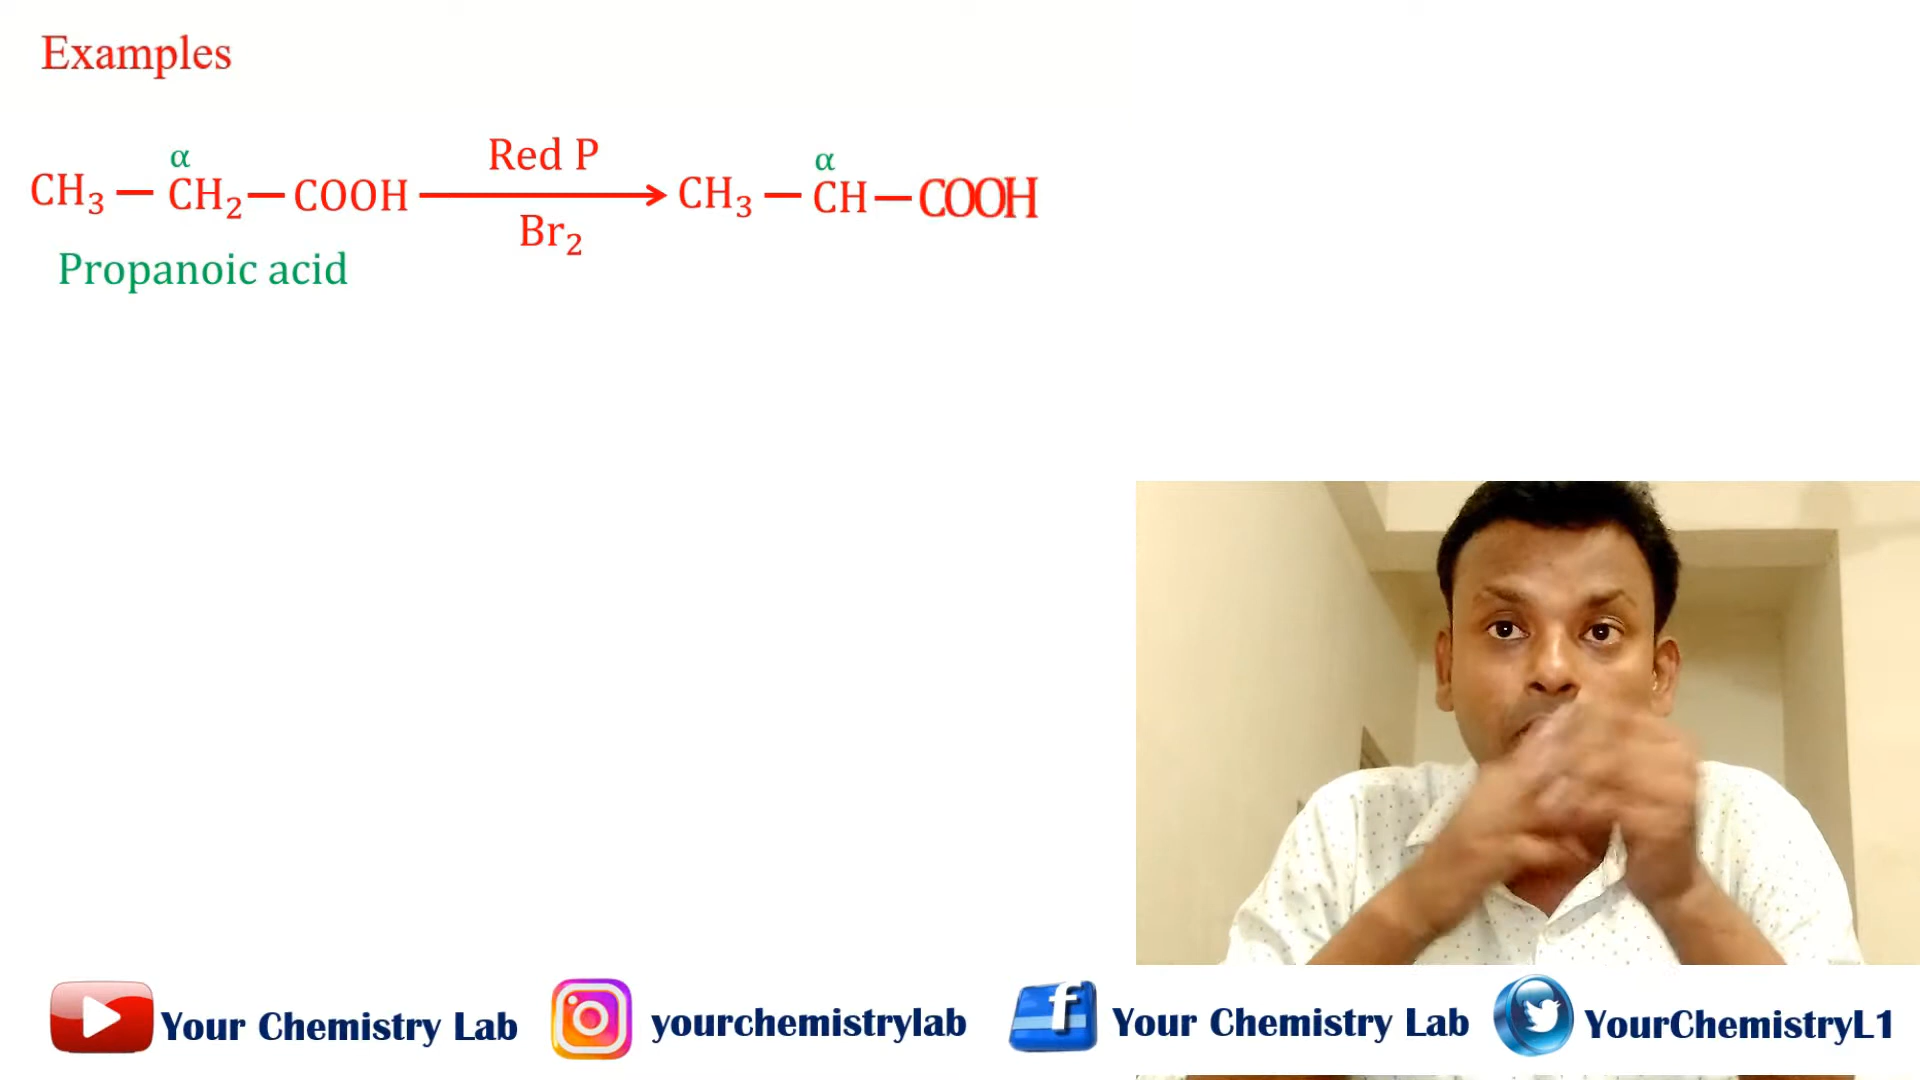 Examples
α α
Red P
CH₃ — CH₂ — COOH ⟶ CH₃ — CH — COOH
Br₂
Propanoic acid
Your Chemistry Lab yourchemistrylab Your Chemistry Lab YourChemistryL1